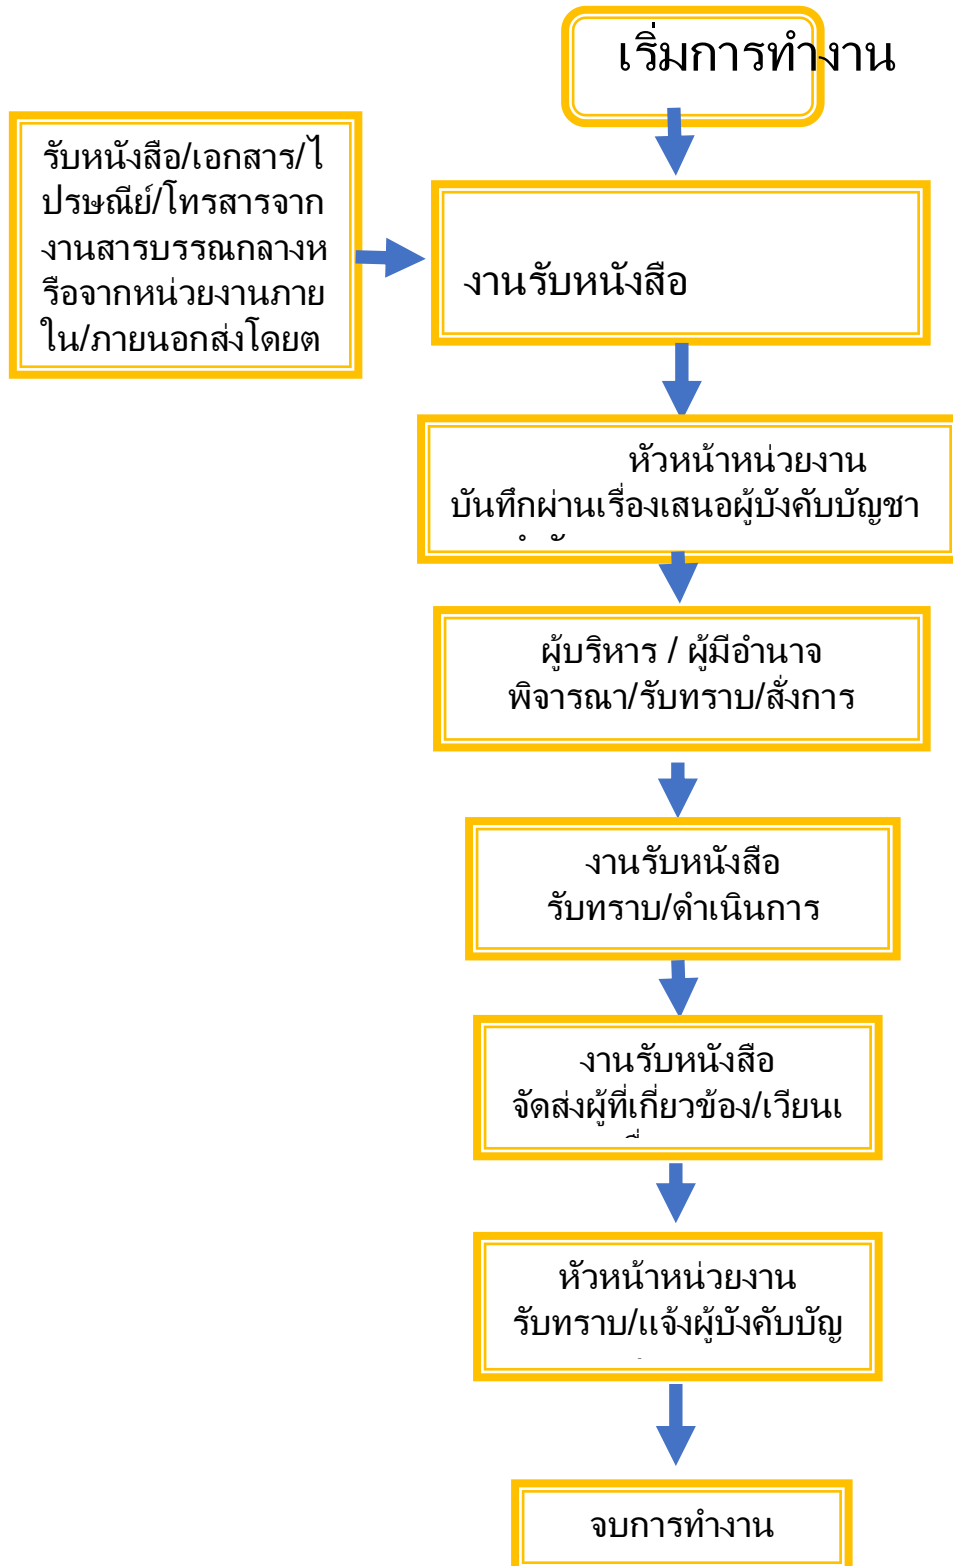 เริ่มการทำงาน
รับหนังสือ/เอกสาร/ไ
ปรษณีย์/โทรสารจาก
งานสารบรรณกลางห
รือจากหน่วยงานภาย
ใน/ภายนอกส่งโดยต
งานรับหนังสือ
หัวหน้าหน่วยงาน
บันทึกผ่านเรื่องเสนอผู้บังคับบัญชา
ผู้บริหาร / ผู้มีอำนาจ
พิจารณา/รับทราบ/สั่งการ
งานรับหนังสือ
รับทราบ/ดำเนินการ
งานรับหนังสือ
จัดส่งผู้ที่เกี่ยวข้อง/เวียนเ
หัวหน้าหน่วยงาน
รับทราบ/แจ้งผู้บังคับบัญ
จบการทำงาน